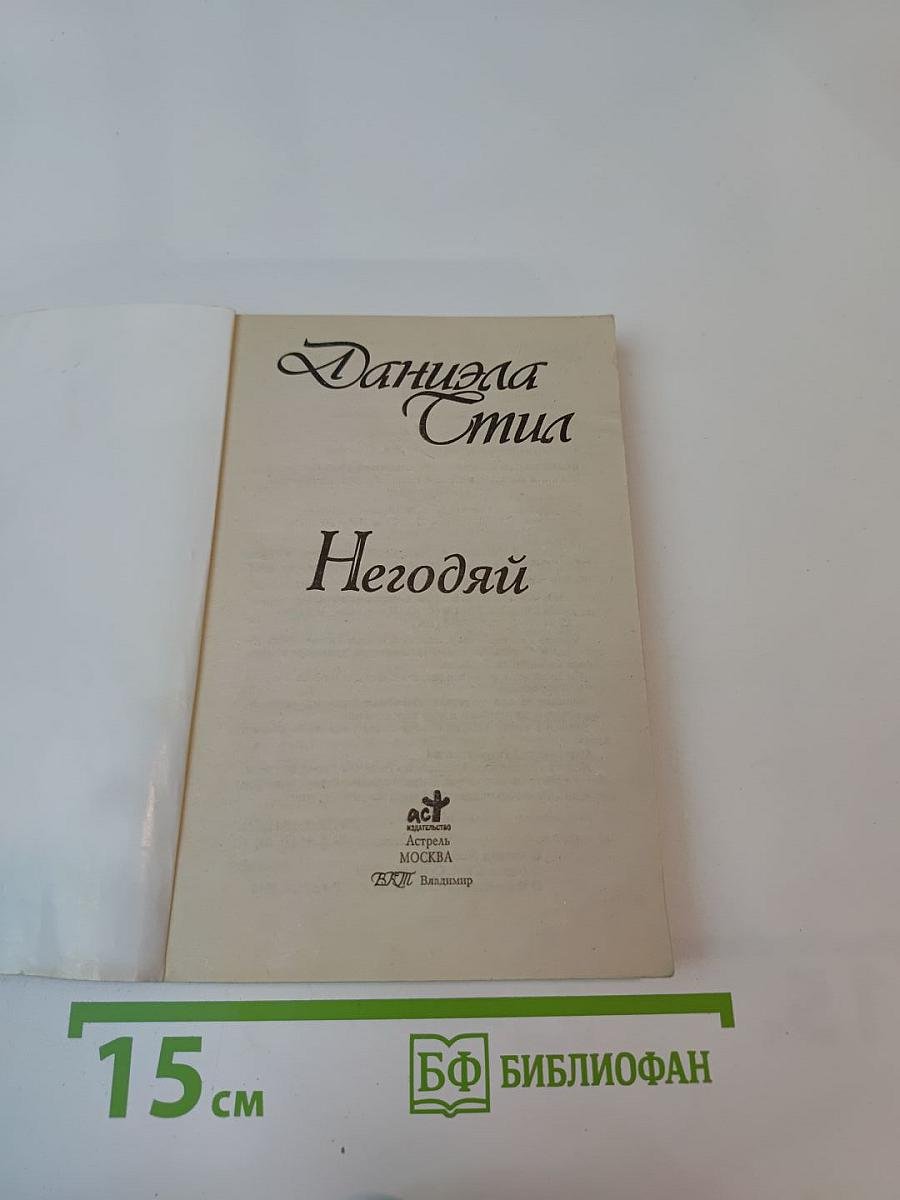 Даниэла
Стил
Негодяй
аст
ИЗДАТЕЛЬСТВО
Астрель
МОСКВА
ВКТ Владимир
15 см
БФ БИБЛИОФАН